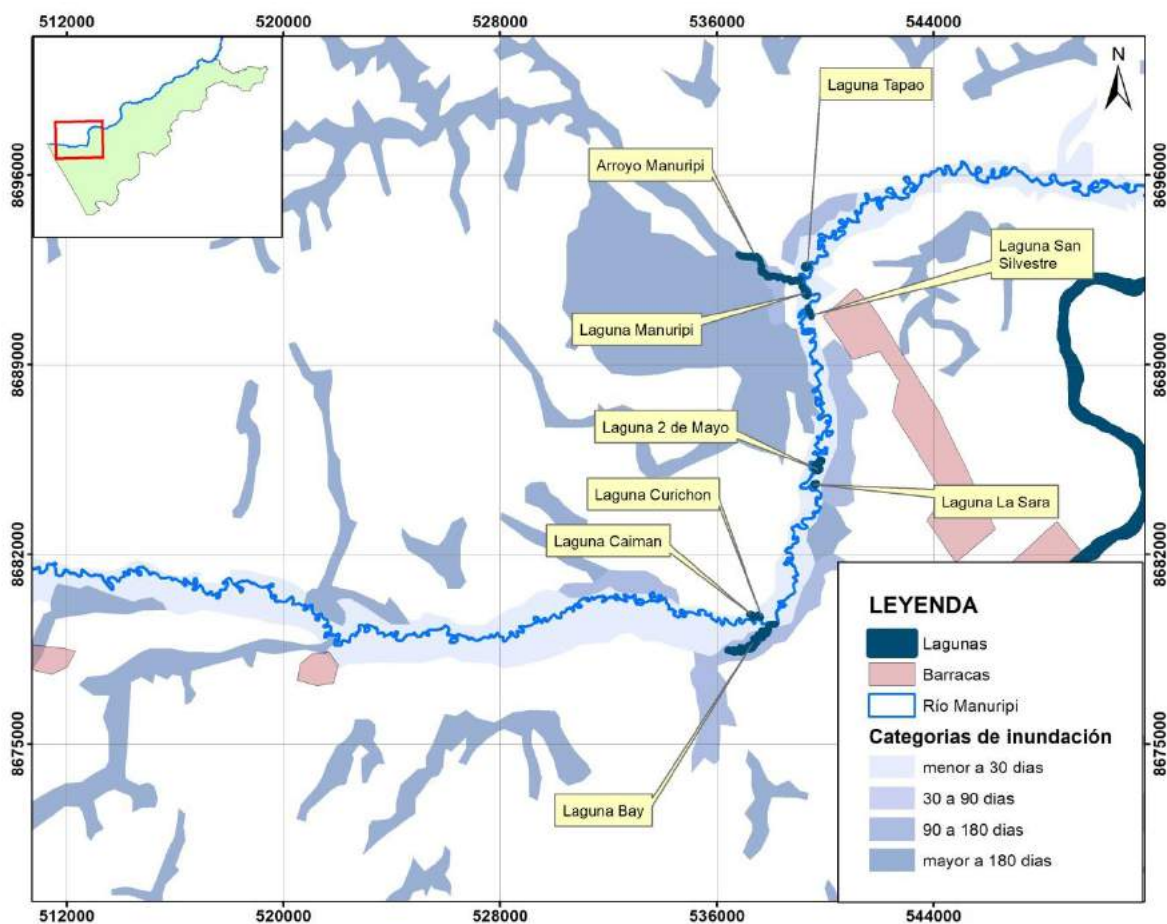 512000
520000
528000
536000
544000
N
Laguna Tapao
Arroyo Manuripi
8696000
8696000
Laguna San
Silvestre
Laguna Manuripi
8689000
8689000
Laguna 2 de Mayo
Laguna Curichon
Laguna La Sara
Laguna Caiman
8682000
8682000
LEYENDA
Lagunas
Barracas
Río Manuripi
Categorias de inundación
menor a 30 dias
30 a 90 dias
90 a 180 dias
mayor a 180 dias
8675000
8675000
Laguna Bay
512000
520000
528000
536000
544000